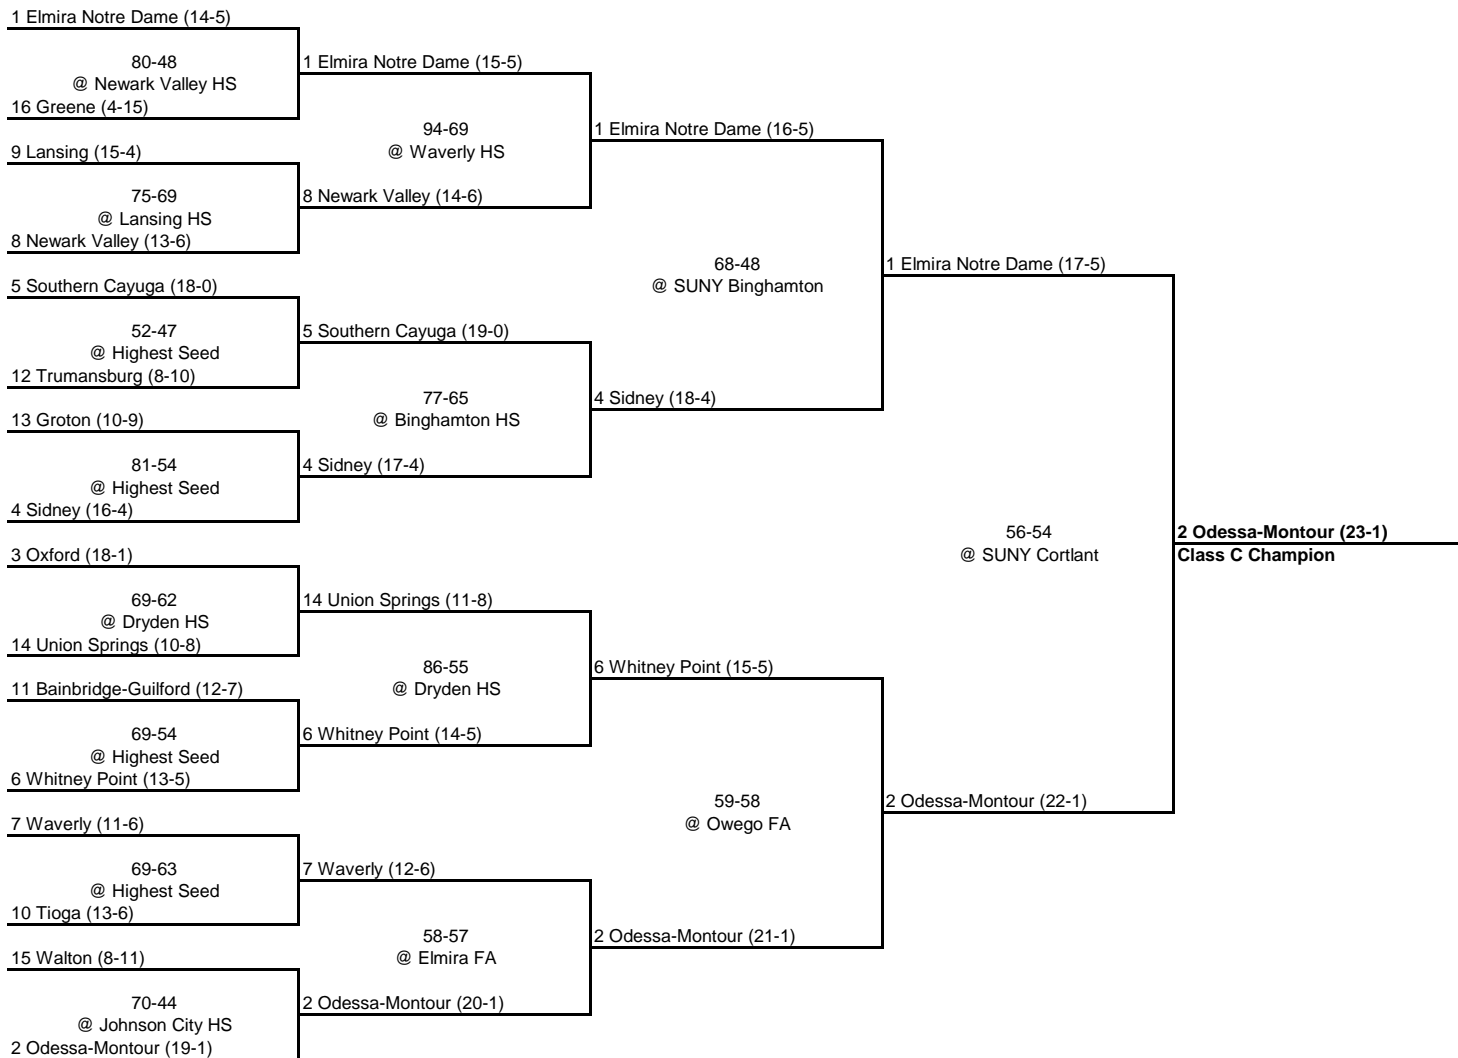 1 Elmira Notre Dame (14-5)
80-48
@ Newark Valley HS
16 Greene (4-15)
9 Lansing (15-4)
75-69
@ Lansing HS
8 Newark Valley (13-6)
5 Southern Cayuga (18-0)
52-47
@ Highest Seed
12 Trumansburg (8-10)
13 Groton (10-9)
81-54
@ Highest Seed
4 Sidney (16-4)
3 Oxford (18-1)
69-62
@ Dryden HS
14 Union Springs (10-8)
11 Bainbridge-Guilford (12-7)
69-54
@ Highest Seed
6 Whitney Point (13-5)
7 Waverly (11-6)
69-63
@ Highest Seed
10 Tioga (13-6)
15 Walton (8-11)
70-44
@ Johnson City HS
2 Odessa-Montour (19-1)
1 Elmira Notre Dame (15-5)
94-69
@ Waverly HS
8 Newark Valley (14-6)
5 Southern Cayuga (19-0)
77-65
@ Binghamton HS
4 Sidney (17-4)
14 Union Springs (11-8)
86-55
@ Dryden HS
6 Whitney Point (14-5)
7 Waverly (12-6)
58-57
@ Elmira FA
2 Odessa-Montour (20-1)
1 Elmira Notre Dame (16-5)
68-48
@ SUNY Binghamton
4 Sidney (18-4)
6 Whitney Point (15-5)
59-58
@ Owego FA
2 Odessa-Montour (21-1)
1 Elmira Notre Dame (17-5)
56-54
@ SUNY Cortlant
2 Odessa-Montour (22-1)
2 Odessa-Montour (23-1)
Class C Champion